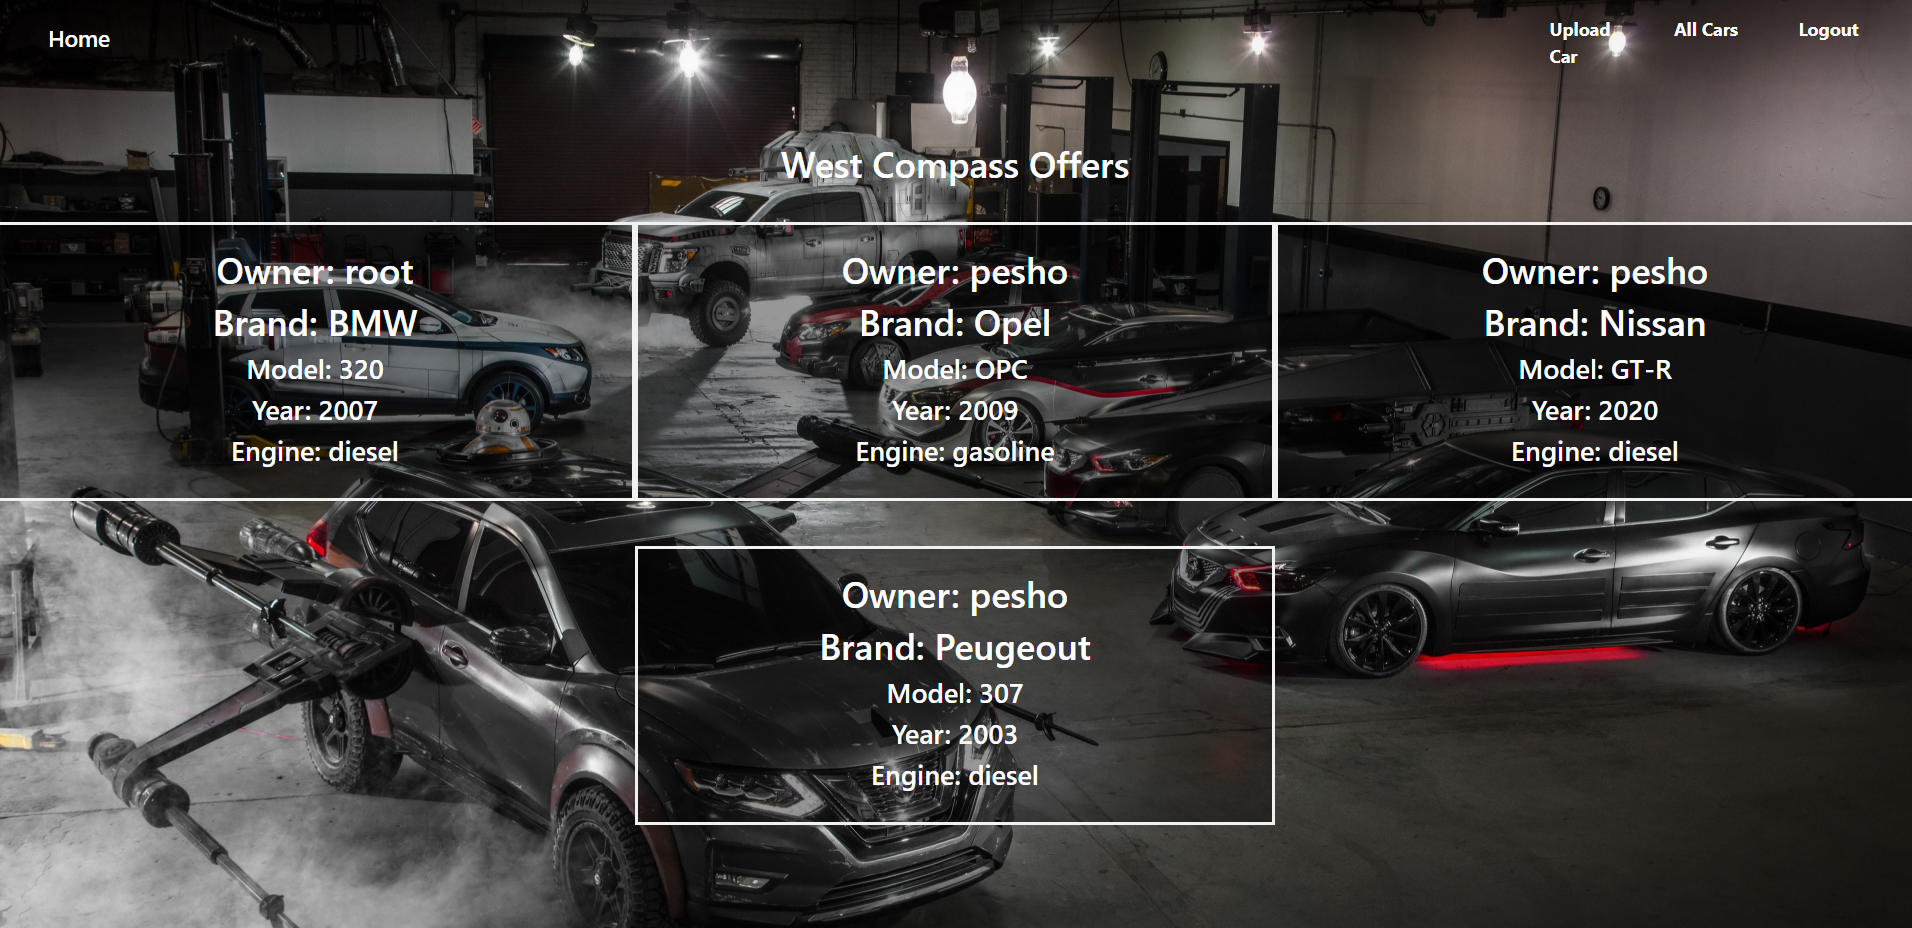 Home
Upload
Car
All Cars
Logout
West Compass Offers
Owner: root
Brand: BMW
Model: 320
Year: 2007
Engine: diesel
Owner: pesho
Brand: Opel
Model: OPC
Year: 2009
Engine: gasoline
Owner: pesho
Brand: Nissan
Model: GT-R
Year: 2020
Engine: diesel
Owner: pesho
Brand: Peugeout
Model: 307
Year: 2003
Engine: diesel